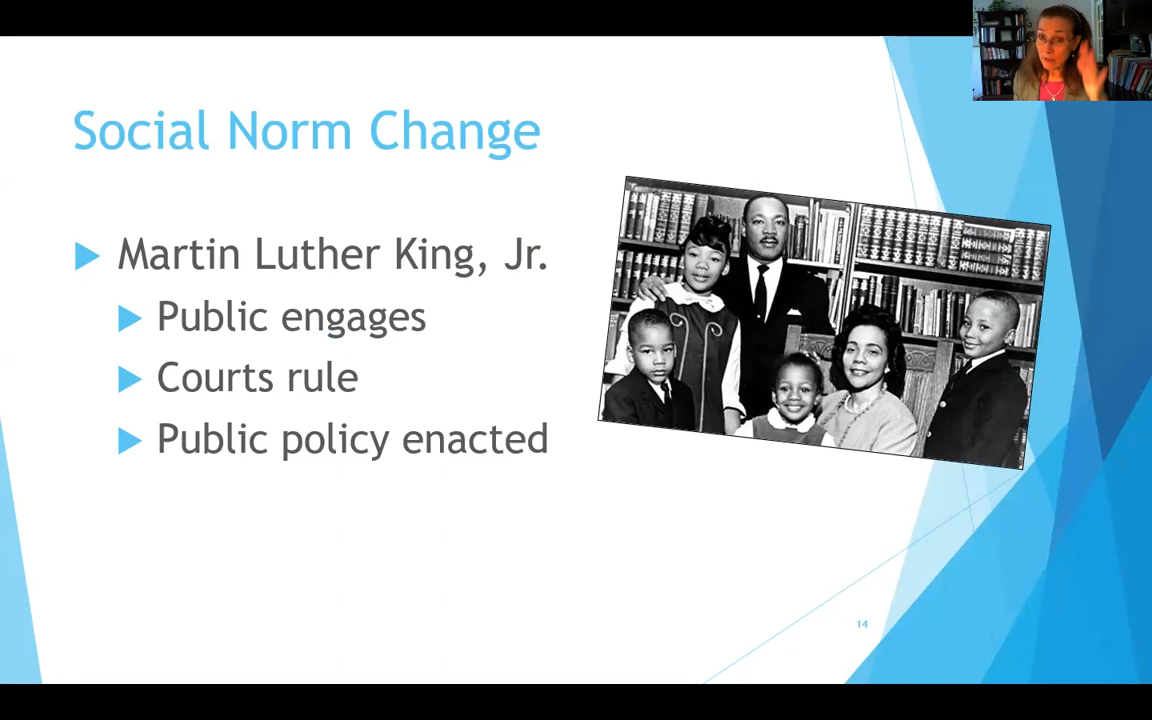 Social Norm Change
Martin Luther King, Jr.
Public engages
Courts rule
Public policy enacted
14